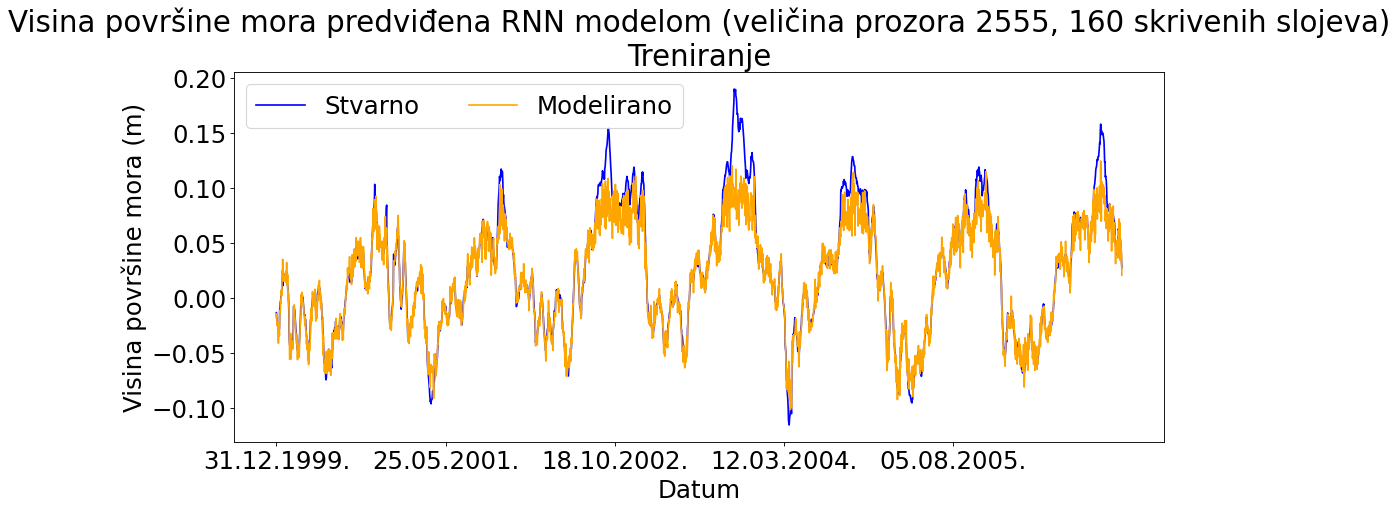 Visina površine mora predviđena RNN modelom (veličina prozora 2555, 160 skrivenih slojeva)
Treniranje
Stvarno
Modelirano
Visina površine mora (m)
0.20
0.15
0.10
0.05
0.00
−0.05
−0.10
31.12.1999.
25.05.2001.
18.10.2002.
12.03.2004.
05.08.2005.
Datum